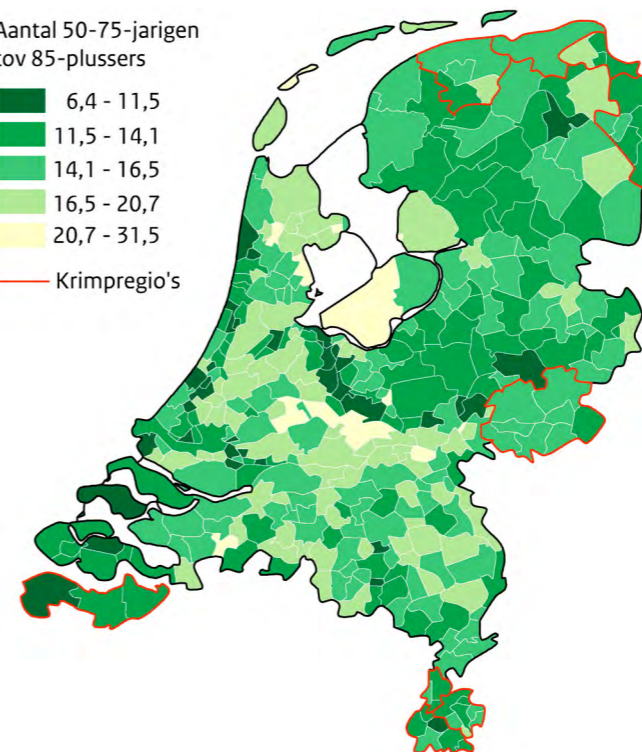 Aantal 50-75-jarigen
tov 85-plussers
6,4 - 11,5
11,5 - 14,1
14,1 - 16,5
16,5 - 20,7
20,7 - 31,5
Krimpregio's